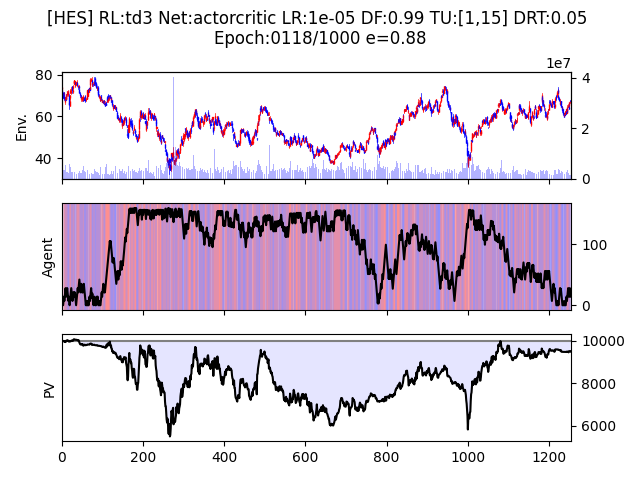 [HES] RL:td3 Net:actorcritic LR:1e-05 DF:0.99 TU:[1,15] DRT:0.05
Epoch:0118/1000 e=0.88
1e7
80
60
40
Env.
4
2
0
Agent
100
0
PV
10000
8000
6000
0 200 400 600 800 1000 1200